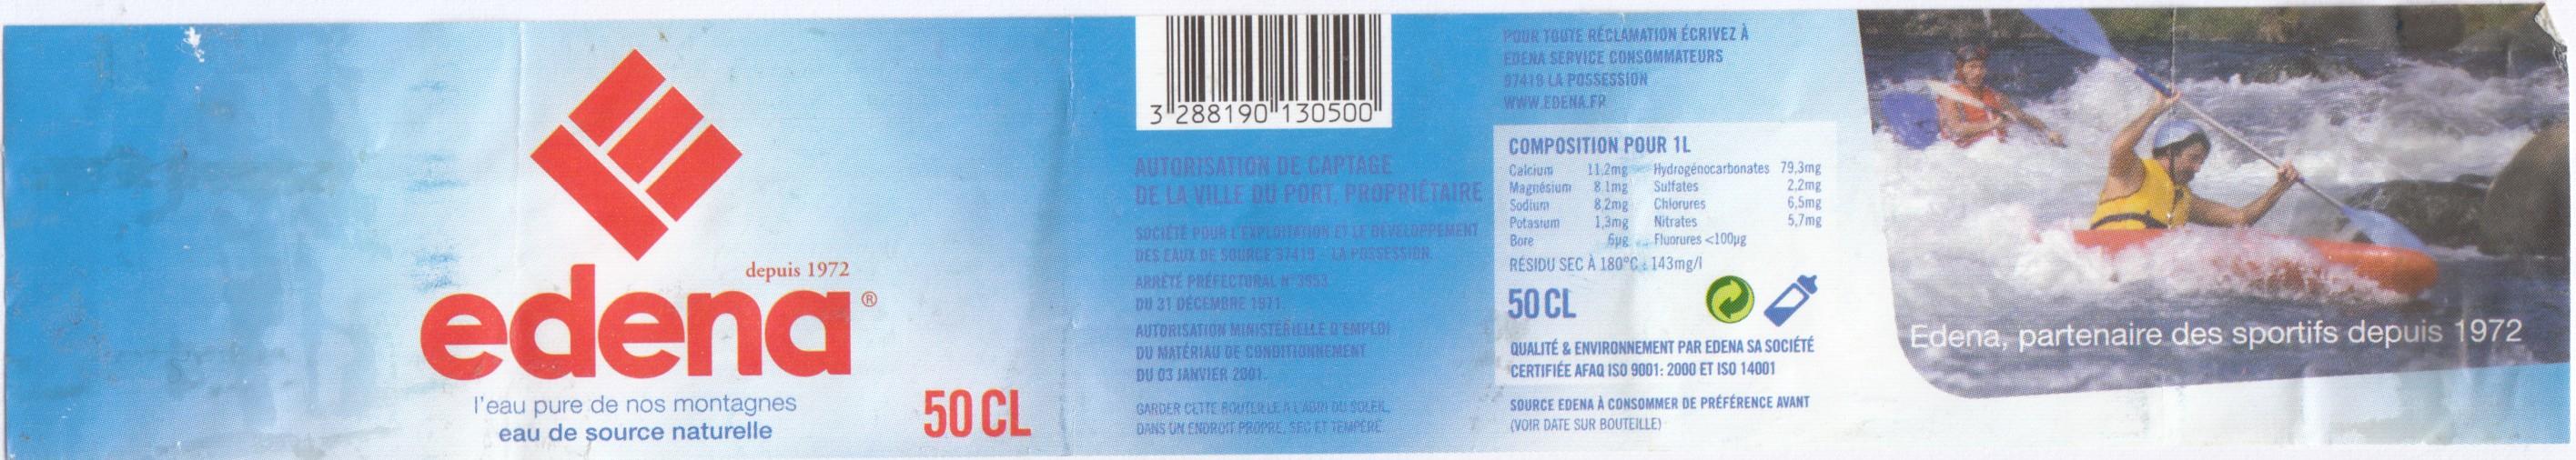 depuis 1972
edena®
l'eau pure de nos montagnes
eau de source naturelle
50 CL
3 288190 130500
AUTORISATION DE CAPTAGE
DE LA VILLE DU PORT, PROPRIÉTAIRE
SOCIÉTÉ POUR L'EXPLOITATION ET LE DÉVELOPPEMENT
DES EAUX DE SOURCE 97419 - LA POSSESSION.
ARRÊTÉ PRÉFECTORAL N°3953
DU 31 DÉCEMBRE 1971.
AUTORISATION MINISTÉRIELLE D'EMPLOI
DU MATÉRIAU DE CONDITIONNEMENT
DU 03 JANVIER 2001.
GARDER CETTE BOUTEILLE À L'ABRI DU SOLEIL,
DANS UN ENDROIT PROPRE, SEC ET TEMPÉRÉ
POUR TOUTE RÉCLAMATION ÉCRIVEZ À
EDENA SERVICE CONSOMMATEURS
97419 LA POSSESSION
WWW.EDENA.FR
COMPOSITION POUR 1L
Calcium 11,2mg Hydrogénocarbonates 79,3mg
Magnésium 8,1mg Sulfates 2,2mg
Sodium 8,2mg Chlorures 6,5mg
Potasium 1,3mg Nitrates 5,7mg
Bore 6µg Fluorures <100µg
RÉSIDU SEC À 180°C : 143mg/l
50 CL
QUALITÉ & ENVIRONNEMENT PAR EDENA SA SOCIÉTÉ
CERTIFIÉE AFAQ ISO 9001: 2000 ET ISO 14001
SOURCE EDENA À CONSOMMER DE PRÉFÉRENCE AVANT
(VOIR DATE SUR BOUTEILLE)
Edena, partenaire des sportifs depuis 1972